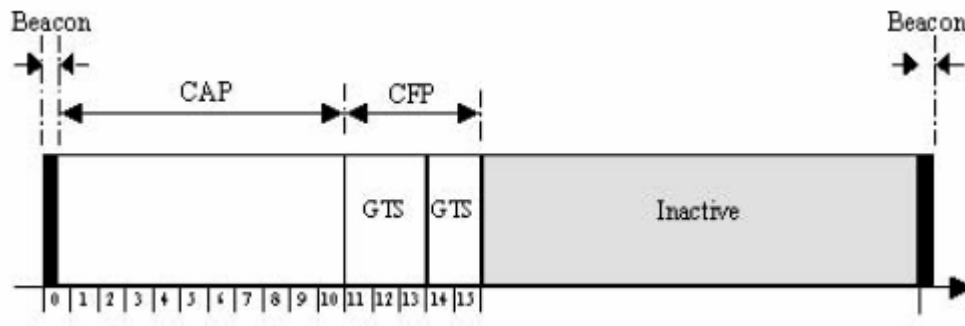 Beacon Beacon
CAP CFP
GTS GTS Inactive
0 1 2 3 4 5 6 7 8 9 10 11 12 13 14 15